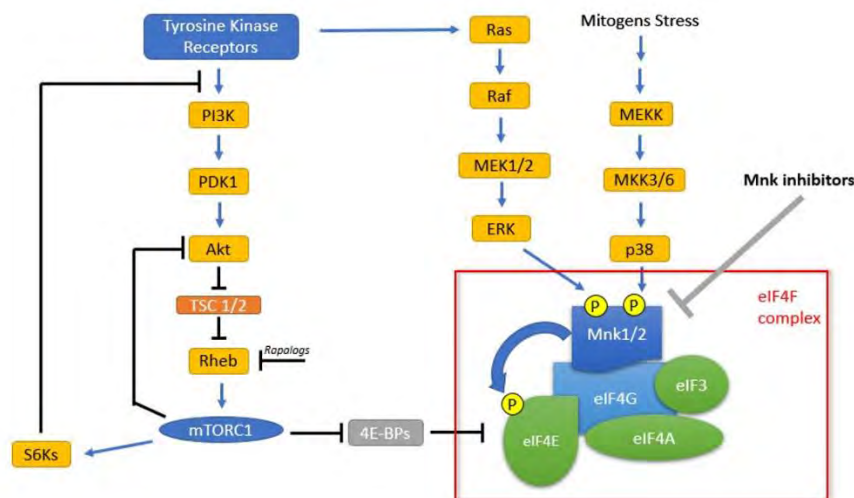 Tyrosine Kinase
Receptors
Ras
Mitogens Stress
Raf
MEKK
PI3K
MEK1/2
MKK3/6
PDK1
Mnk inhibitors
ERK
p38
Akt
eIF4F
complex
TSC 1/2
P
P
Mnk1/2
Rapalogs
Rheb
eIF3
eIF4G
P
mTORC1
4E-BPs
eIF4E
eIF4A
S6Ks